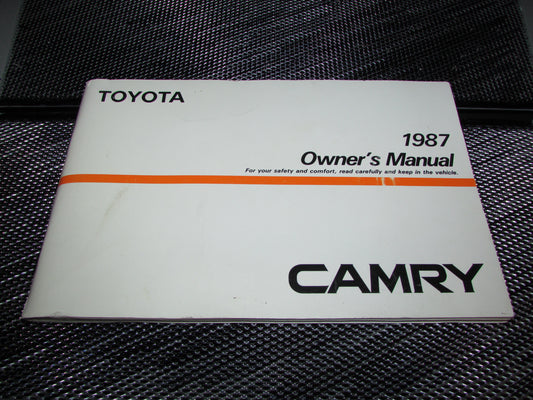 TOYOTA
1987
Owner's Manual
For your safety and comfort, read carefully and keep in the vehicle.
CAMRY